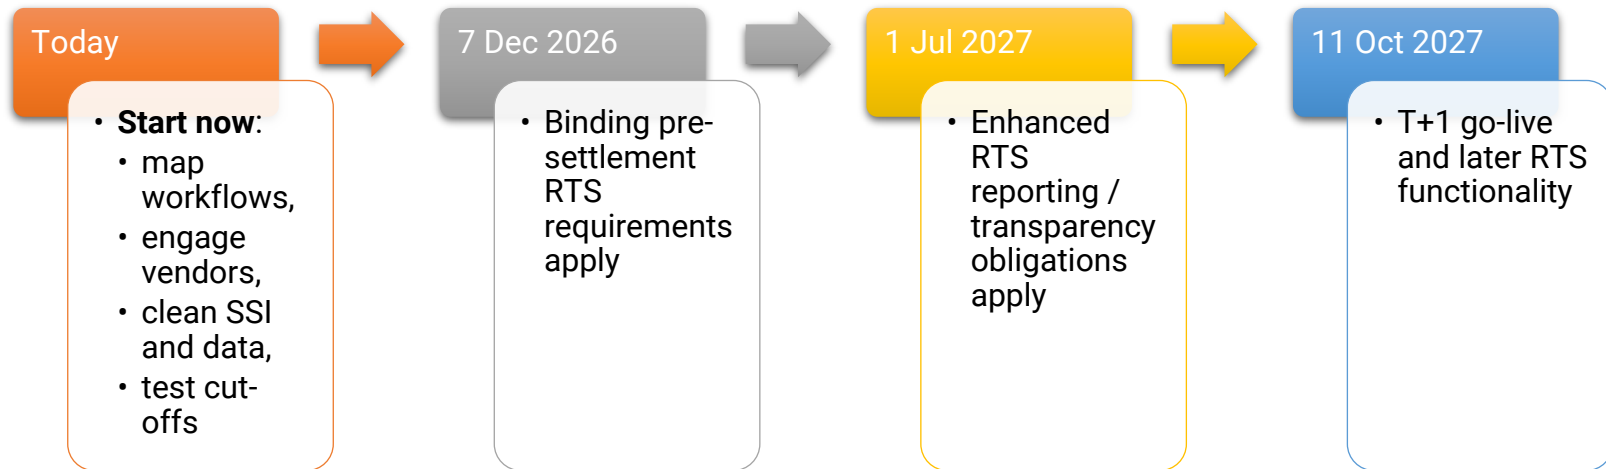 Today
• Start now:
• map
workflows,
• engage
vendors,
• clean SSI
and data,
• test cut-
offs
7 Dec 2026
• Binding pre-
settlement
RTS
requirements
apply
1 Jul 2027
• Enhanced
RTS
reporting /
transparency
obligations
apply
11 Oct 2027
• T+1 go-live
and later RTS
functionality